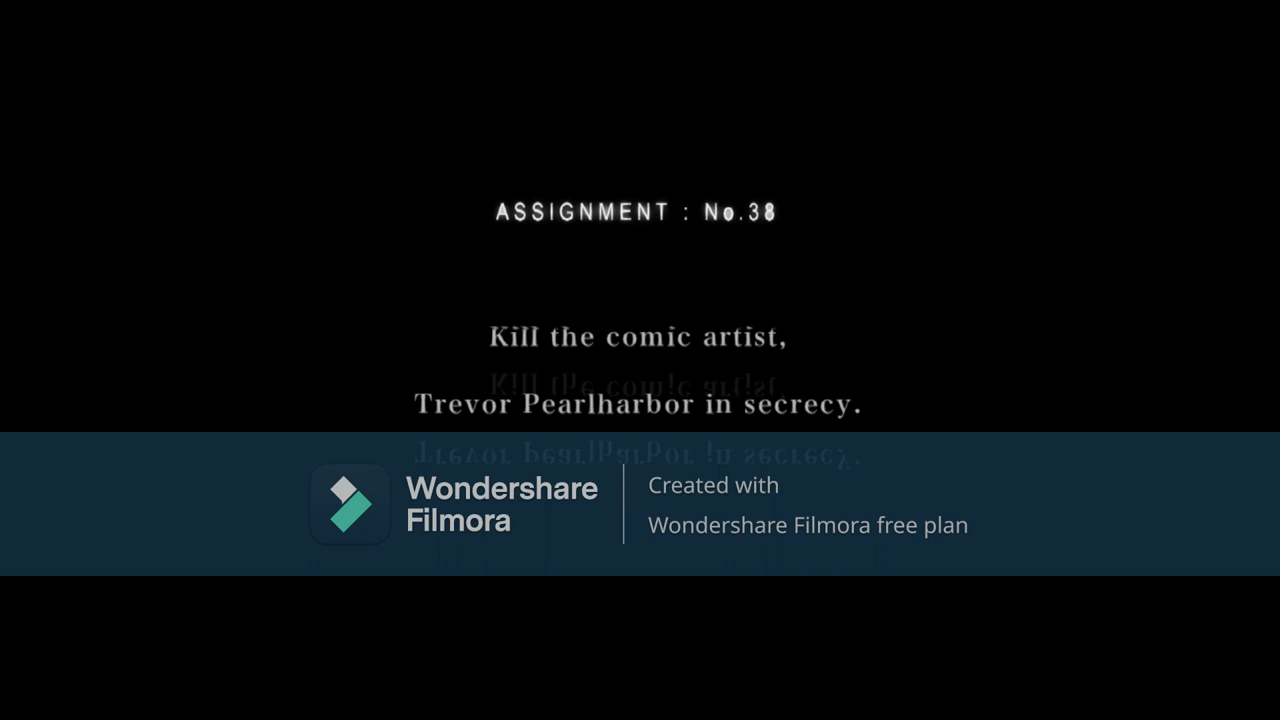 ASSIGNMENT : No.38
Kill the comic artist,
Trevor Pearlharbor in secrecy.
Wondershare
Filmora
Created with
Wondershare Filmora free plan